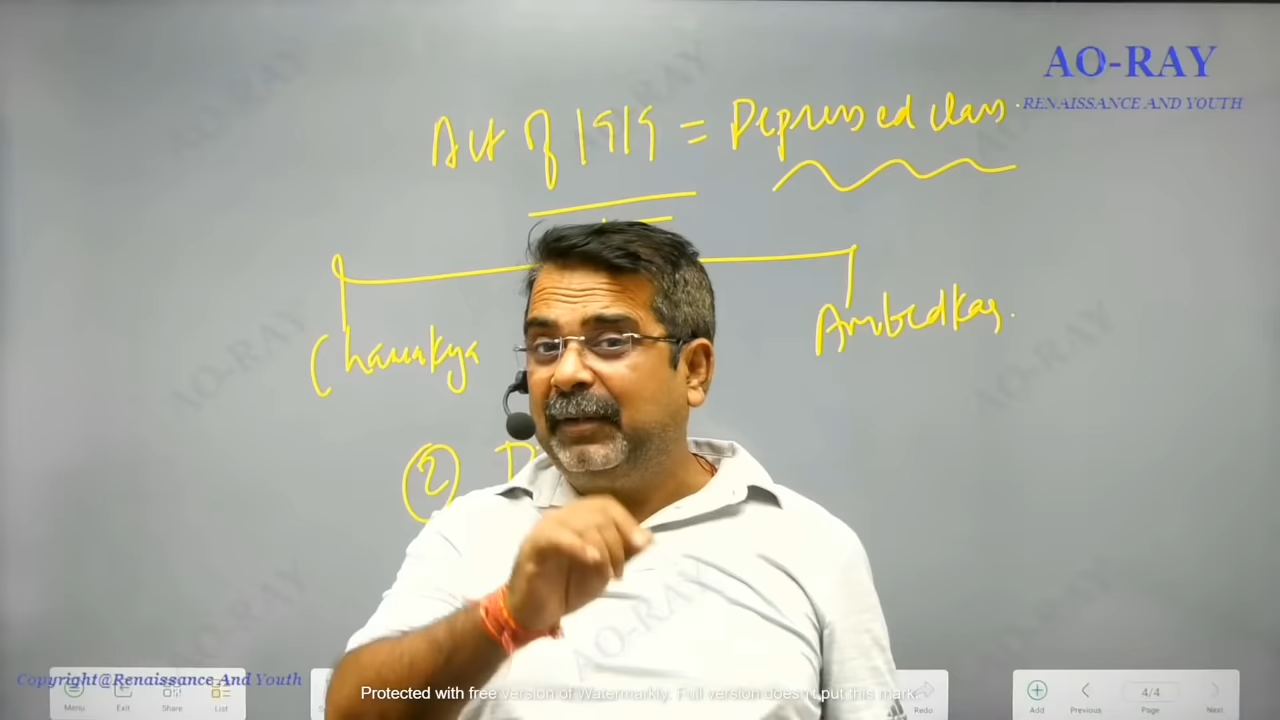 AO-RAY
RENAISSANCE AND YOUTH
Act of 1919 = Depressed class.
Chanakya
Ambedkar.
2
Copyright@Renaissance And Youth
Menu
Exit
Share
List
Redo
Add
Previous
4/4
Page
Next
Protected with free version of Watermarkly. Full version doesn't put this mark.